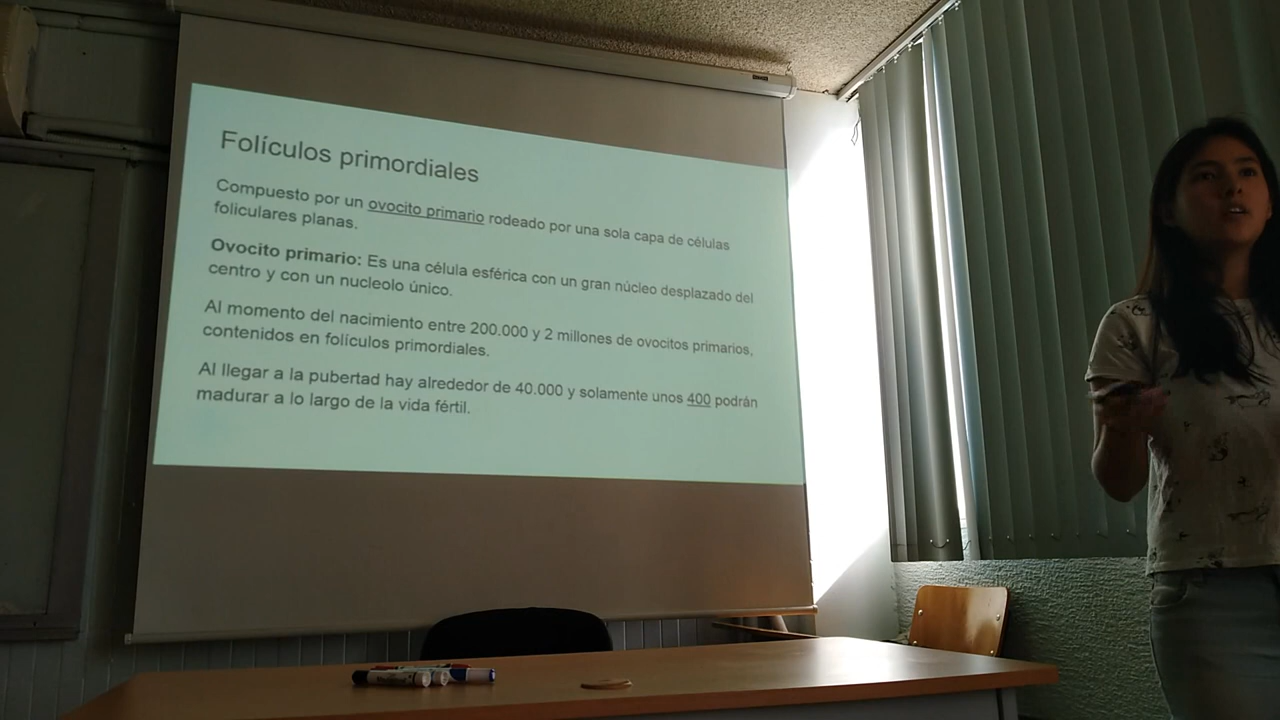 Folículos primordiales
Compuesto por un ovocito primario rodeado por una sola capa de células
foliculares planas.
Ovocito primario: Es una célula esférica con un gran núcleo desplazado del
centro y con un nucleolo único.
Al momento del nacimiento entre 200.000 y 2 millones de ovocitos primarios,
contenidos en folículos primordiales.
Al llegar a la pubertad hay alrededor de 40.000 y solamente unos 400 podrán
madurar a lo largo de la vida fértil.